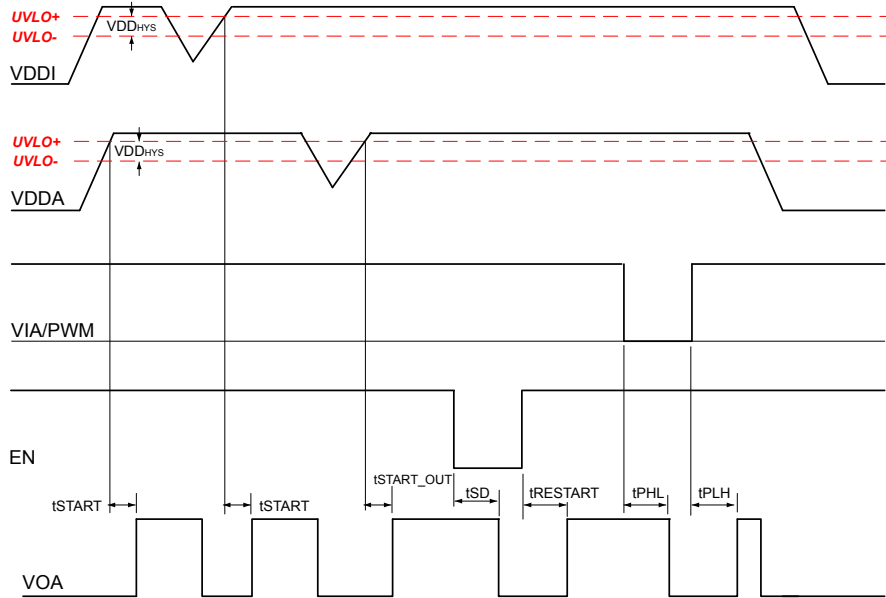 UVLO+
VDDHYS
UVLO-
VDDI
UVLO+
VDDHYS
UVLO-
VDDA
VIA/PWM
EN
tSTART
tSTART
tSTART_OUT
tSD
tRESTART
tPHL
tPLH
VOA